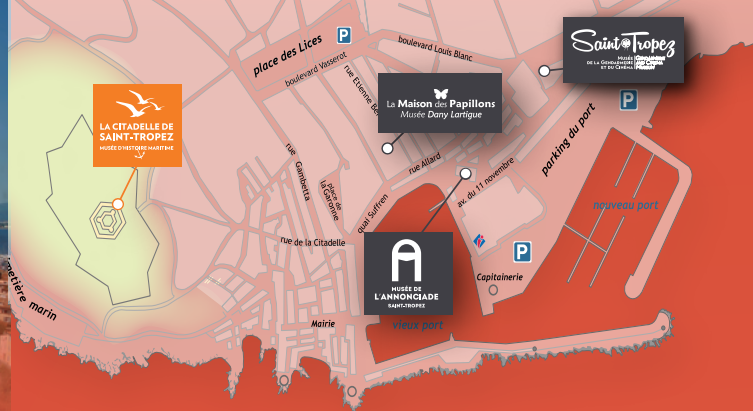 place des Lices
P
boulevard Louis Blanc
boulevard Vasserot
rue Etienne Be
Saint Tropez
MUSÉE
DE LA GENDARMERIE
ET DU CINÉMA
P
La Maison des Papillons
Musée Dany Lartigue
LA CITADELLE DE
SAINT-TROPEZ
MUSÉE D'HISTOIRE MARITIME
parking du port
rue Allard
av. du 11 novembre
rue Gambetta
place de
la Garonne
quai Suffren
nouveau port
rue de la Citadelle
P
Capitainerie
MUSÉE DE
L'ANNONCIADE
SAINT-TROPEZ
metière marin
Mairie
vieux port